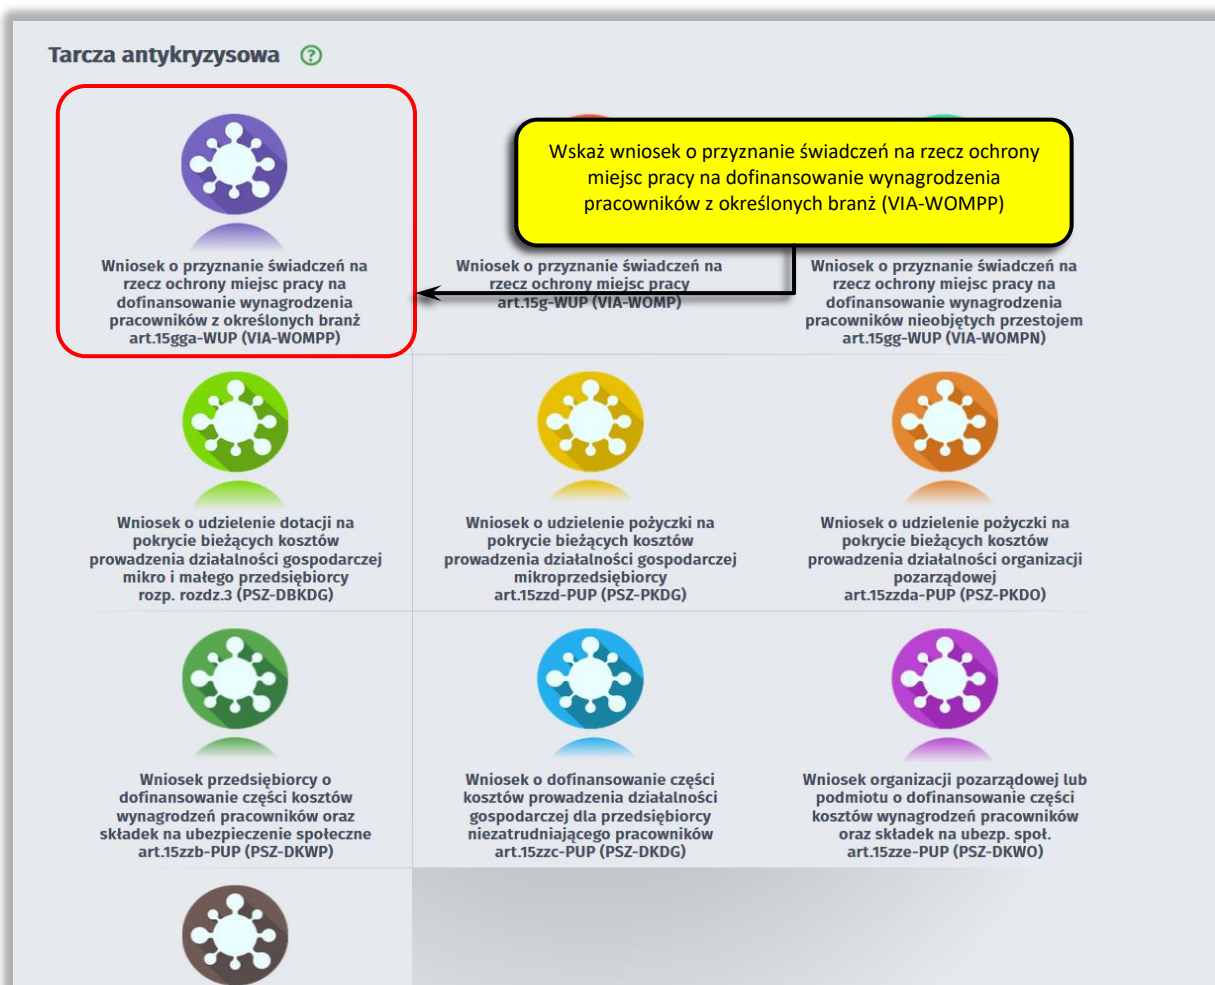 Tarcza antykryzysowa ?
Wskaż wniosek o przyznanie świadczeń na rzecz ochrony
miejsc pracy na dofinansowanie wynagrodzenia
pracowników z określonych branż (VIA-WOMPP)
Wniosek o przyznanie świadczeń na
rzecz ochrony miejsc pracy na
dofinansowanie wynagrodzenia
pracowników z określonych branż
art.15gga-WUP (VIA-WOMPP)
Wniosek o przyznanie świadczeń na
rzecz ochrony miejsc pracy
art.15g-WUP (VIA-WOMP)
Wniosek o przyznanie świadczeń na
rzecz ochrony miejsc pracy na
dofinansowanie wynagrodzenia
pracowników nieobjętych przestojem
art.15gg-WUP (VIA-WOMPN)
Wniosek o udzielenie dotacji na
pokrycie bieżących kosztów
prowadzenia działalności gospodarczej
mikro i małego przedsiębiorcy
rozp. rozdz.3 (PSZ-DBKDG)
Wniosek o udzielenie pożyczki na
pokrycie bieżących kosztów
prowadzenia działalności gospodarczej
mikroprzedsiębiorcy
art.15zzd-PUP (PSZ-PKDG)
Wniosek o udzielenie pożyczki na
pokrycie bieżących kosztów
prowadzenia działalności organizacji
pozarządowej
art.15zzda-PUP (PSZ-PKDO)
Wniosek przedsiębiorcy o
dofinansowanie części kosztów
wynagrodzeń pracowników oraz
składek na ubezpieczenie społeczne
art.15zzb-PUP (PSZ-DKWP)
Wniosek o dofinansowanie części
kosztów prowadzenia działalności
gospodarczej dla przedsiębiorcy
niezatrudniającego pracowników
art.15zzc-PUP (PSZ-DKDG)
Wniosek organizacji pozarządowej lub
podmiotu o dofinansowanie części
kosztów wynagrodzeń pracowników
oraz składek na ubezp. społ.
art.15zze-PUP (PSZ-DKWO)